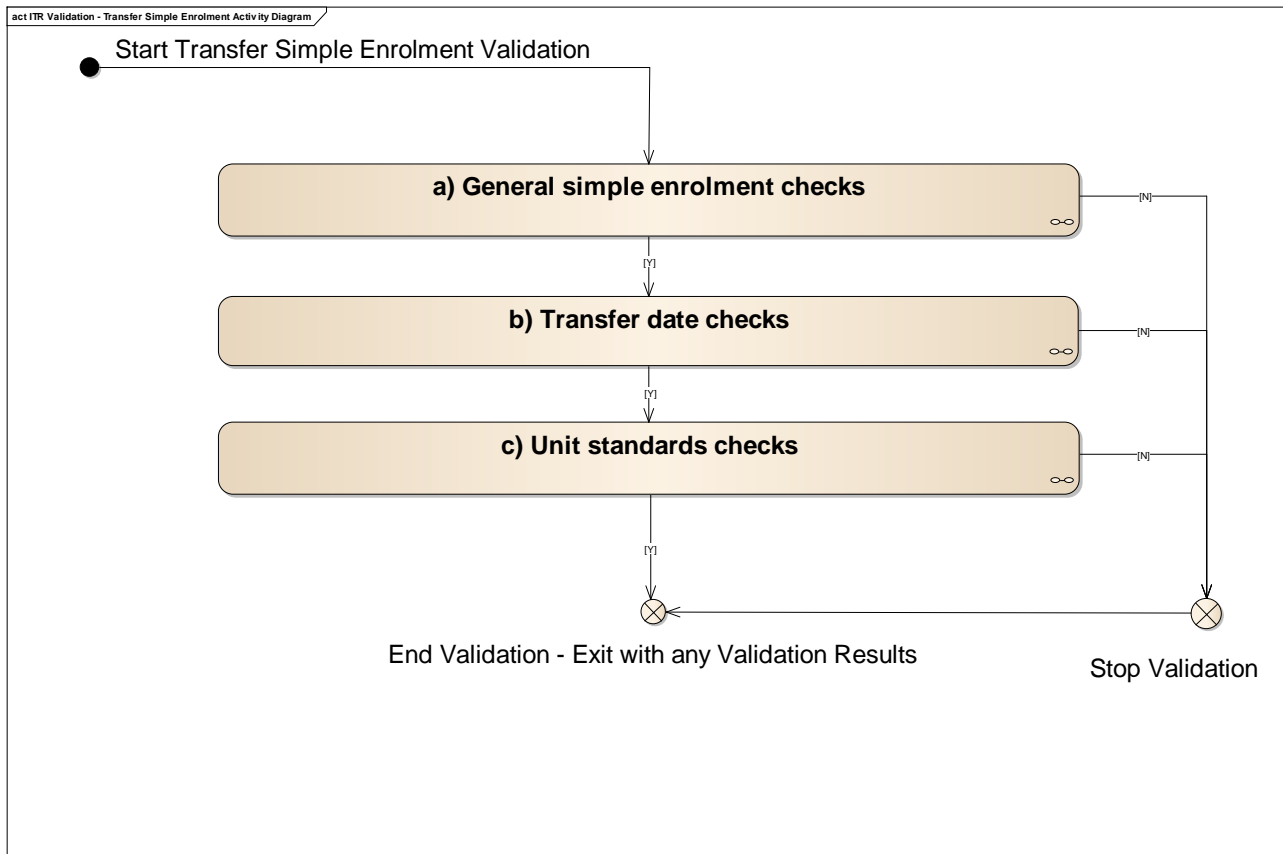 act ITR Validation - Transfer Simple Enrolment Activity Diagram
Start Transfer Simple Enrolment Validation
a) General simple enrolment checks
[N]
[Y]
b) Transfer date checks
[N]
[Y]
c) Unit standards checks
[N]
[Y]
End Validation - Exit with any Validation Results
Stop Validation